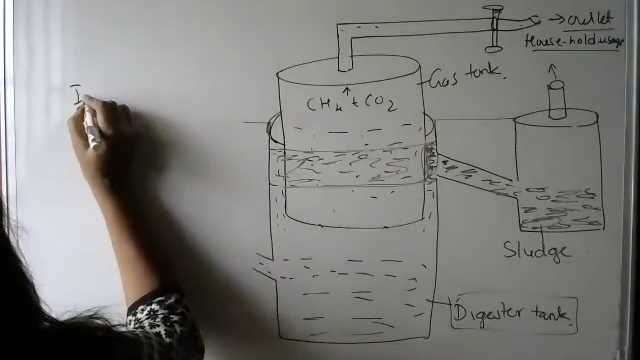 → outlet
House-hold usage
Gas tank.
CH4 + CO2
I
Sludge
Digester tank.